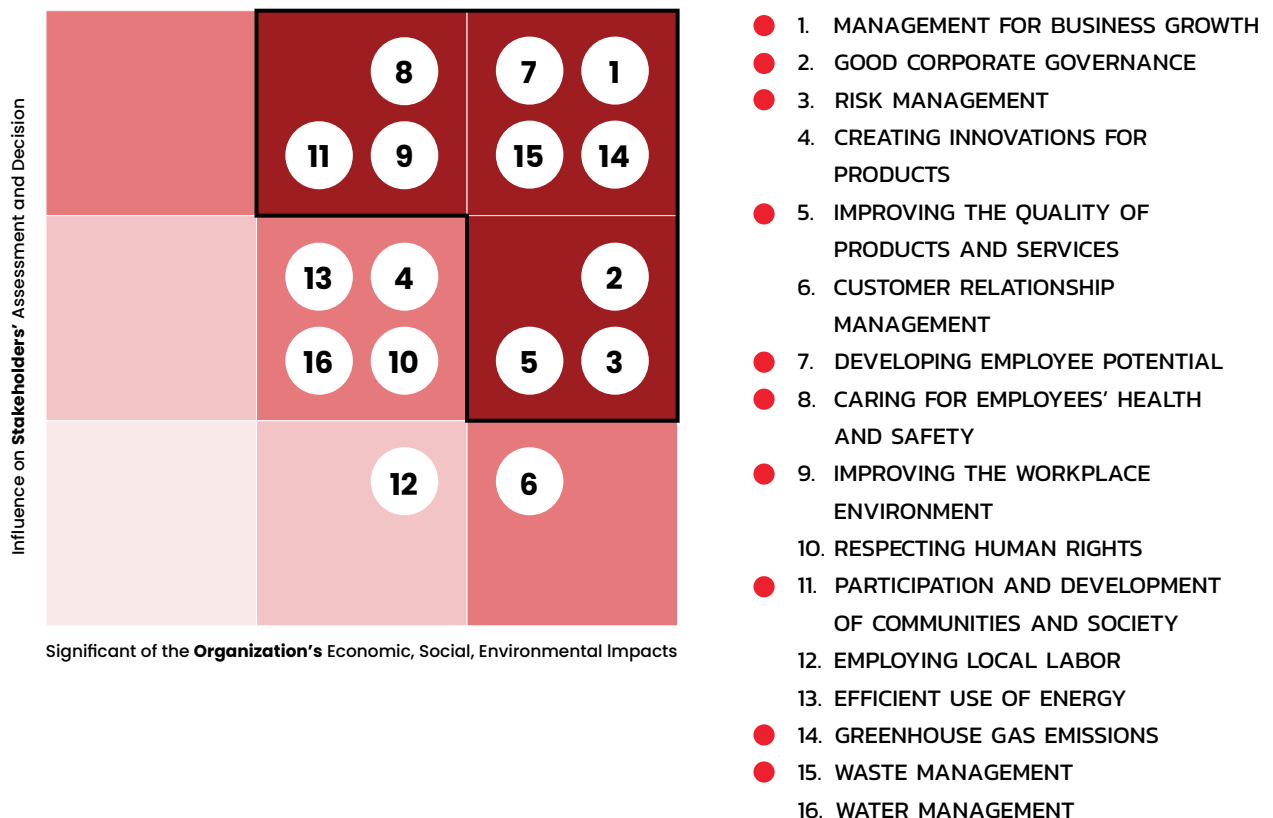 Influence on Stakeholders’ Assessment and Decision
8
7
1
11
9
15
14
13
4
2
16
10
5
3
12
6
Significant of the Organization’s Economic, Social, Environmental Impacts
1. MANAGEMENT FOR BUSINESS GROWTH
2. GOOD CORPORATE GOVERNANCE
3. RISK MANAGEMENT
4. CREATING INNOVATIONS FOR
PRODUCTS
5. IMPROVING THE QUALITY OF
PRODUCTS AND SERVICES
6. CUSTOMER RELATIONSHIP
MANAGEMENT
7. DEVELOPING EMPLOYEE POTENTIAL
8. CARING FOR EMPLOYEES’ HEALTH
AND SAFETY
9. IMPROVING THE WORKPLACE
ENVIRONMENT
10. RESPECTING HUMAN RIGHTS
11. PARTICIPATION AND DEVELOPMENT
OF COMMUNITIES AND SOCIETY
12. EMPLOYING LOCAL LABOR
13. EFFICIENT USE OF ENERGY
14. GREENHOUSE GAS EMISSIONS
15. WASTE MANAGEMENT
16. WATER MANAGEMENT